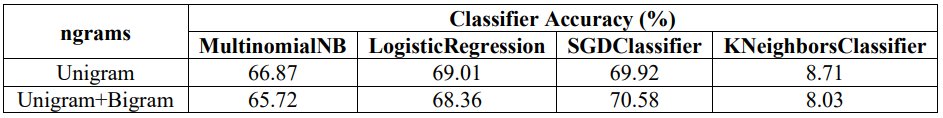 ngrams Classifier Accuracy (%)
MultinomialNB LogisticRegression SGDClassifier KNeighborsClassifier
Unigram 66.87 69.01 69.92 8.71
Unigram+Bigram 65.72 68.36 70.58 8.03